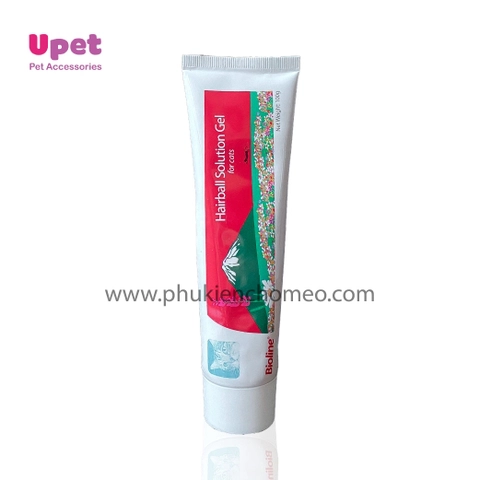 Upet
Pet Accessories
Hairball Solution Gel
for cats
www.phukienchomeo.com
Bioline